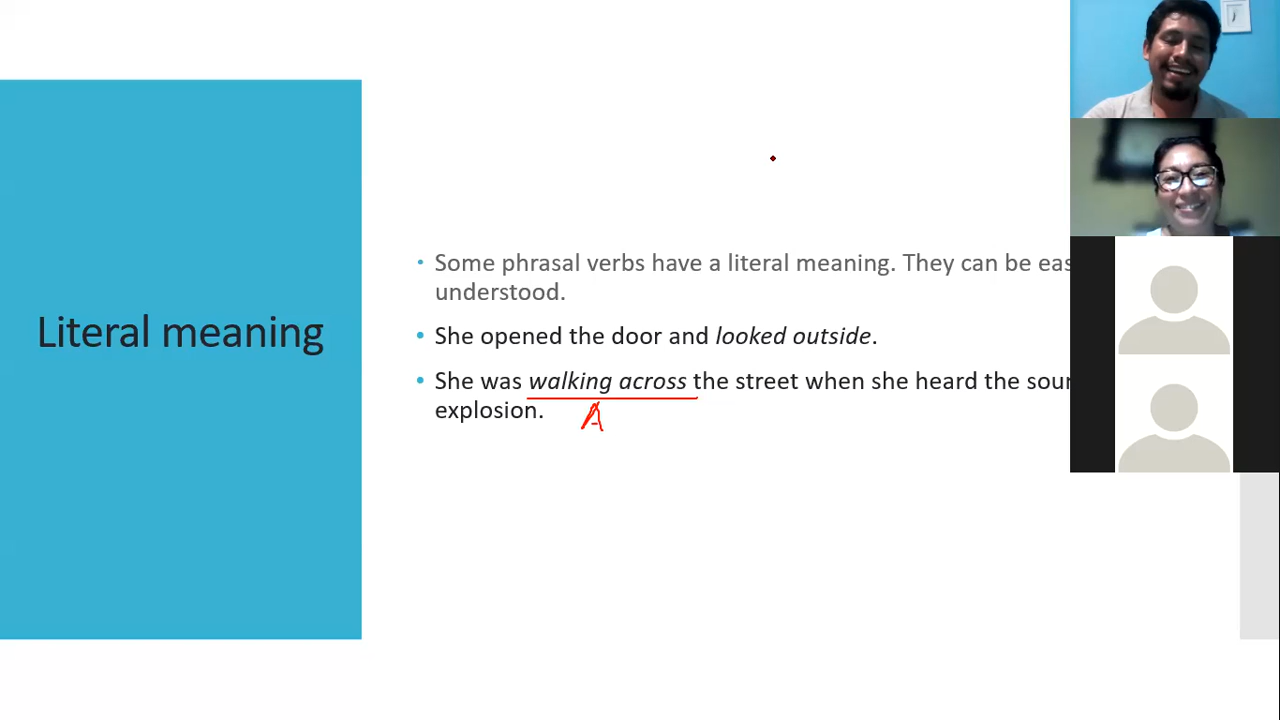 Literal meaning
• Some phrasal verbs have a literal meaning. They can be eas
understood.
• She opened the door and looked outside.
• She was walking across the street when she heard the sour
explosion.
A